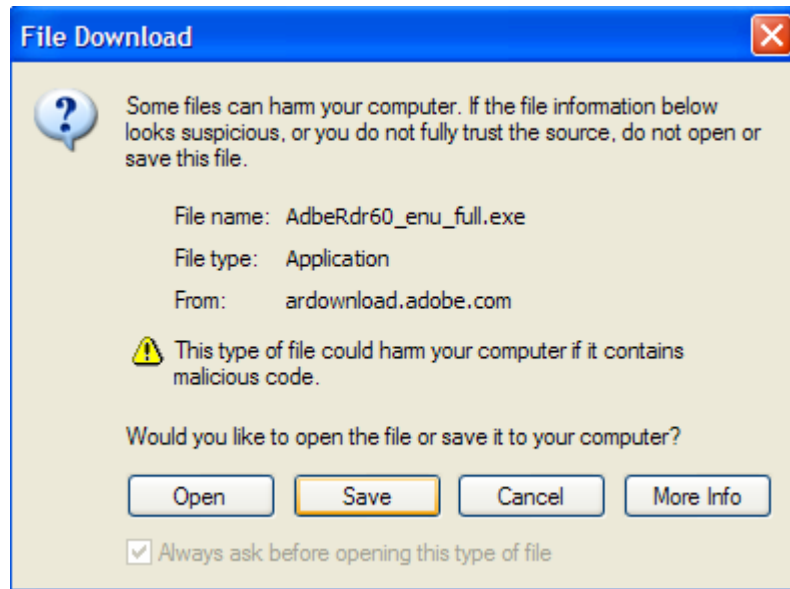 File Download
Some files can harm your computer. If the file information below
looks suspicious, or you do not fully trust the source, do not open or
save this file.
File name: AdbeRdr60_enu_full.exe
File type: Application
From: ardownload.adobe.com
This type of file could harm your computer if it contains
malicious code.
Would you like to open the file or save it to your computer?
Open Save Cancel More Info
Always ask before opening this type of file